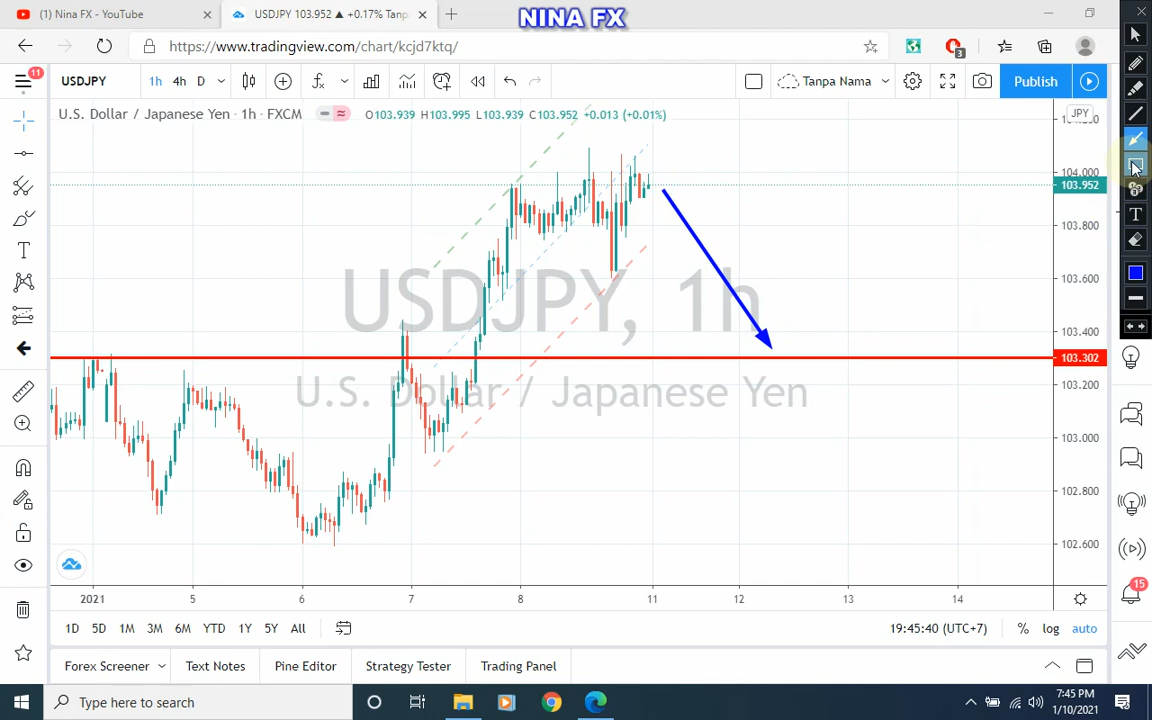 (1) Nina FX - YouTube
USDJPY 103.952 ▲ +0.17% Tanp
NINA FX
https://www.tradingview.com/chart/kcjd7ktq/
3
11
USDJPY
1h 4h D
Tanpa Nama
Publish
U.S. Dollar / Japanese Yen · 1h · FXCM
O103.939 H103.995 L103.939 C103.952 +0.013 (+0.01%)
JPY
104.000
103.952
103.800
103.600
103.400
103.302
103.200
103.000
102.800
102.600
USDJPY, 1h
U.S. Dollar / Japanese Yen
2021 5 6 7 8 11 12 13 14
1D 5D 1M 3M 6M YTD 1Y 5Y All
19:45:40 (UTC+7)
% log auto
15
Forex Screener Text Notes Pine Editor Strategy Tester Trading Panel
Type here to search
7:45 PM
1/10/2021